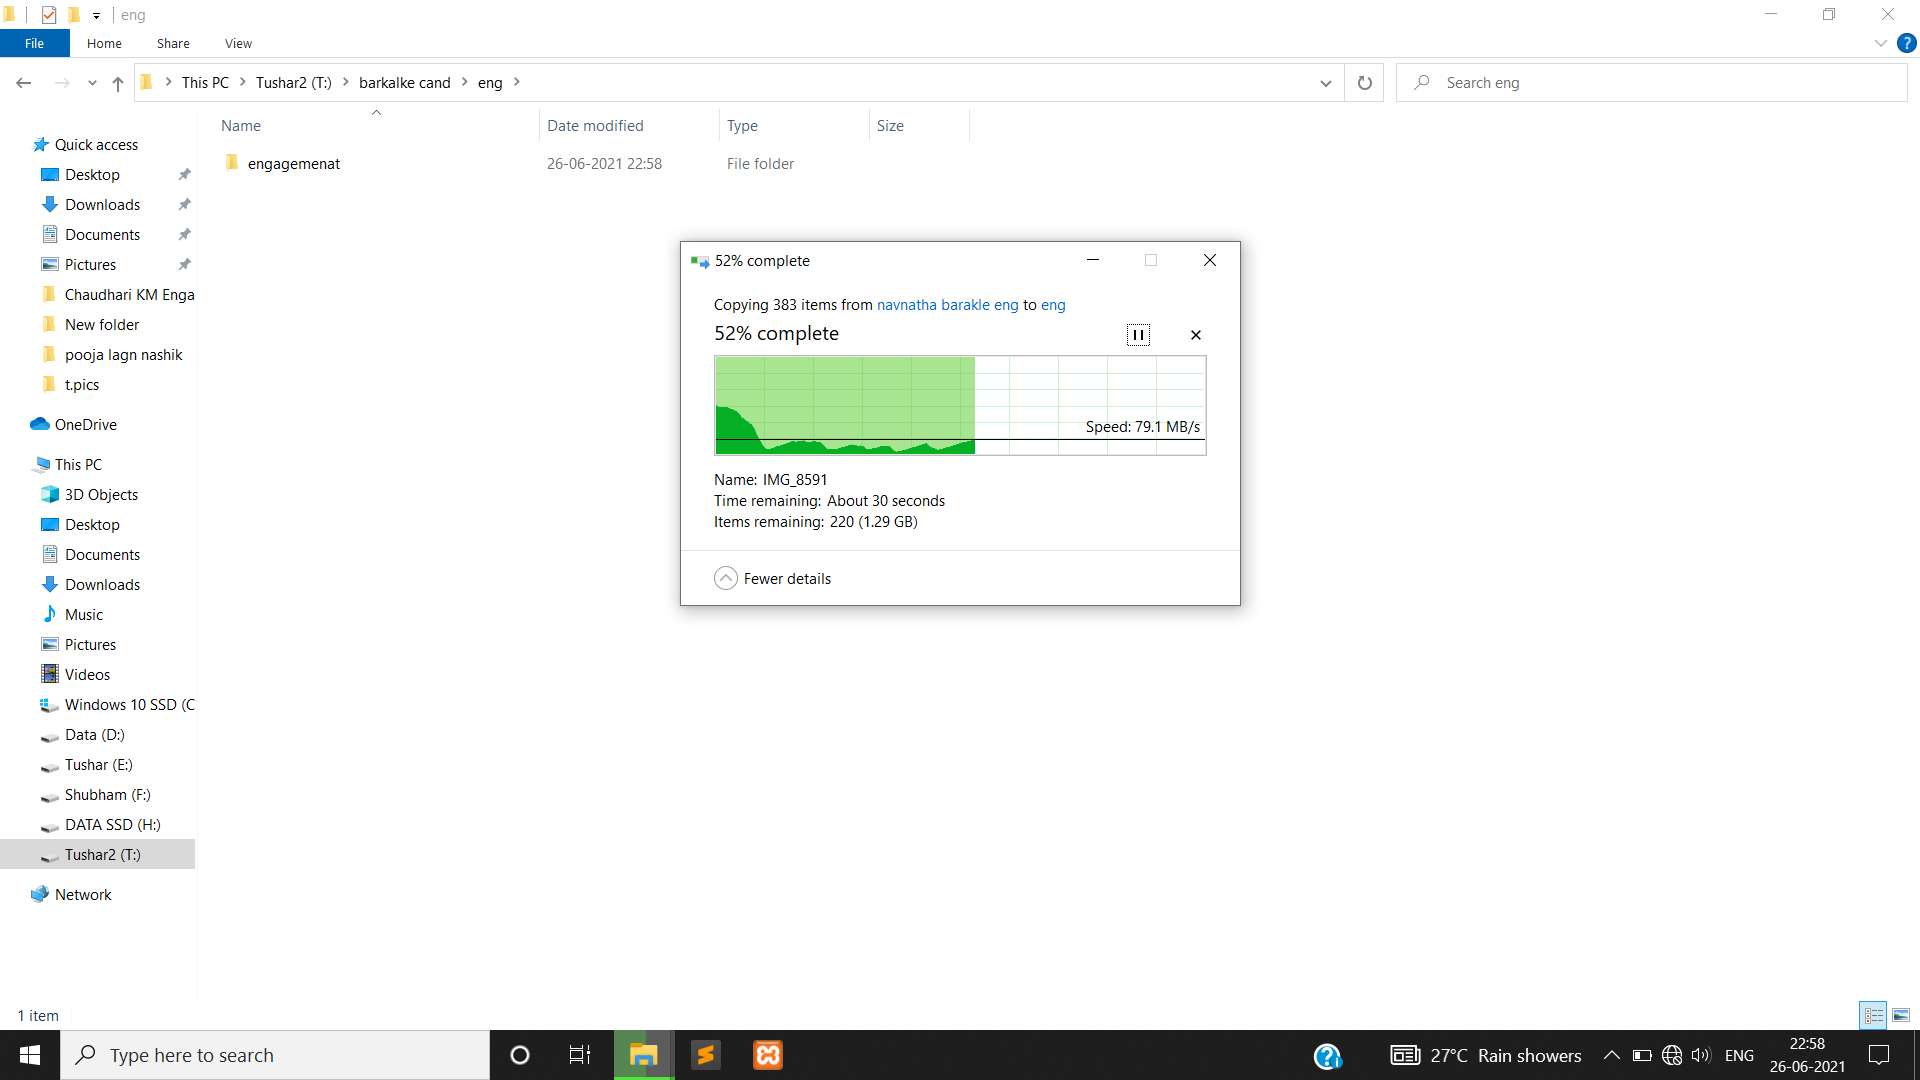 eng
File Home Share View
This PC Tushar2 (T:) barkalke cand eng
Search eng
Name Date modified Type Size
engagemenat 26-06-2021 22:58 File folder
Quick access
Desktop
Downloads
Documents
Pictures
Chaudhari KM Enga
New folder
pooja lagn nashik
t.pics
OneDrive
This PC
3D Objects
Desktop
Documents
Downloads
Music
Pictures
Videos
Windows 10 SSD (C
Data (D:)
Tushar (E:)
Shubham (F:)
DATA SSD (H:)
Tushar2 (T:)
Network
52% complete
Copying 383 items from navnatha barakle eng to eng
52% complete
Speed: 79.1 MB/s
Name: IMG_8591
Time remaining: About 30 seconds
Items remaining: 220 (1.29 GB)
Fewer details
1 item
Type here to search
27°C Rain showers
ENG
22:58
26-06-2021